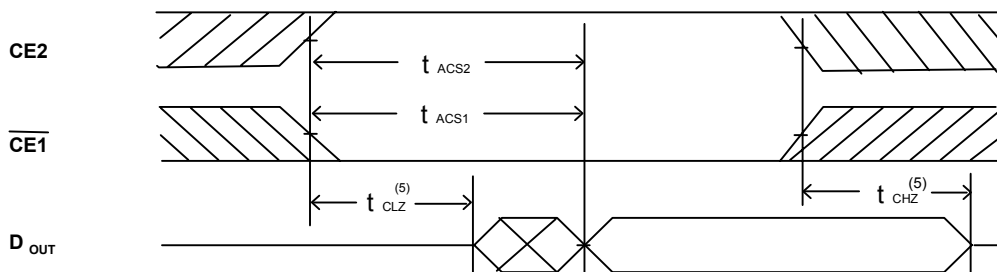 CE2
t ACS2
t ACS1
CE1
t CLZ (5)
t CHZ (5)
D OUT